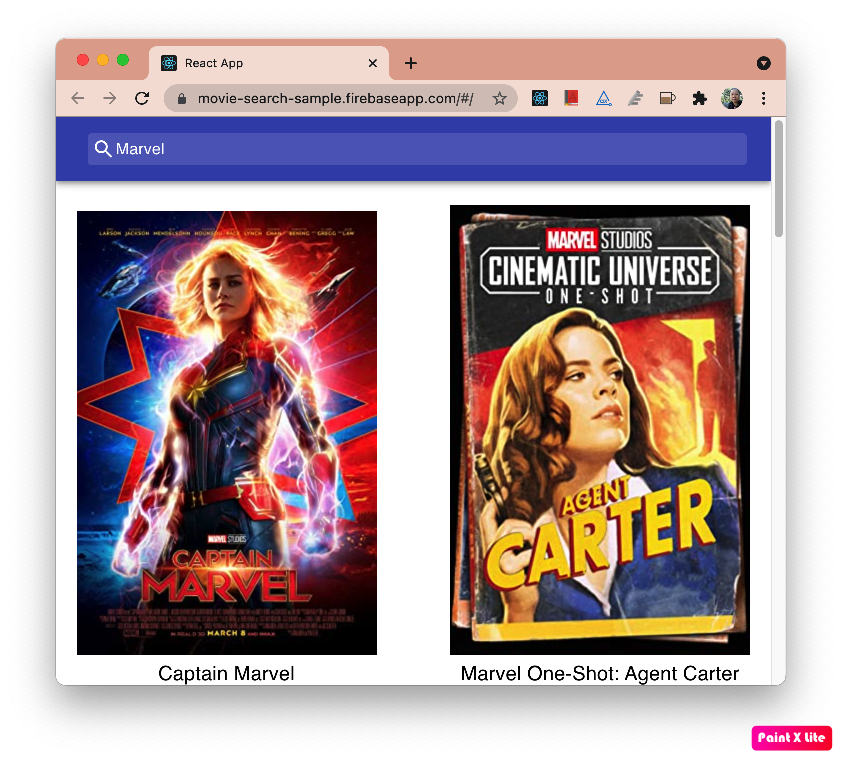 React App
movie-search-sample.firebaseapp.com/#/
Marvel
LARSON JACKSON MENDELSOHN HOUNSOU PACE LYNCH CHAN BENING GREGG LAW
MARVEL STUDIOS
CAPTAIN
MARVEL
IN REALD 3D MARCH 8 AND IMAX
Captain Marvel
MARVEL STUDIOS
CINEMATIC UNIVERSE
ONE-SHOT
AGENT
CARTER
Marvel One-Shot: Agent Carter
Paint X Lite